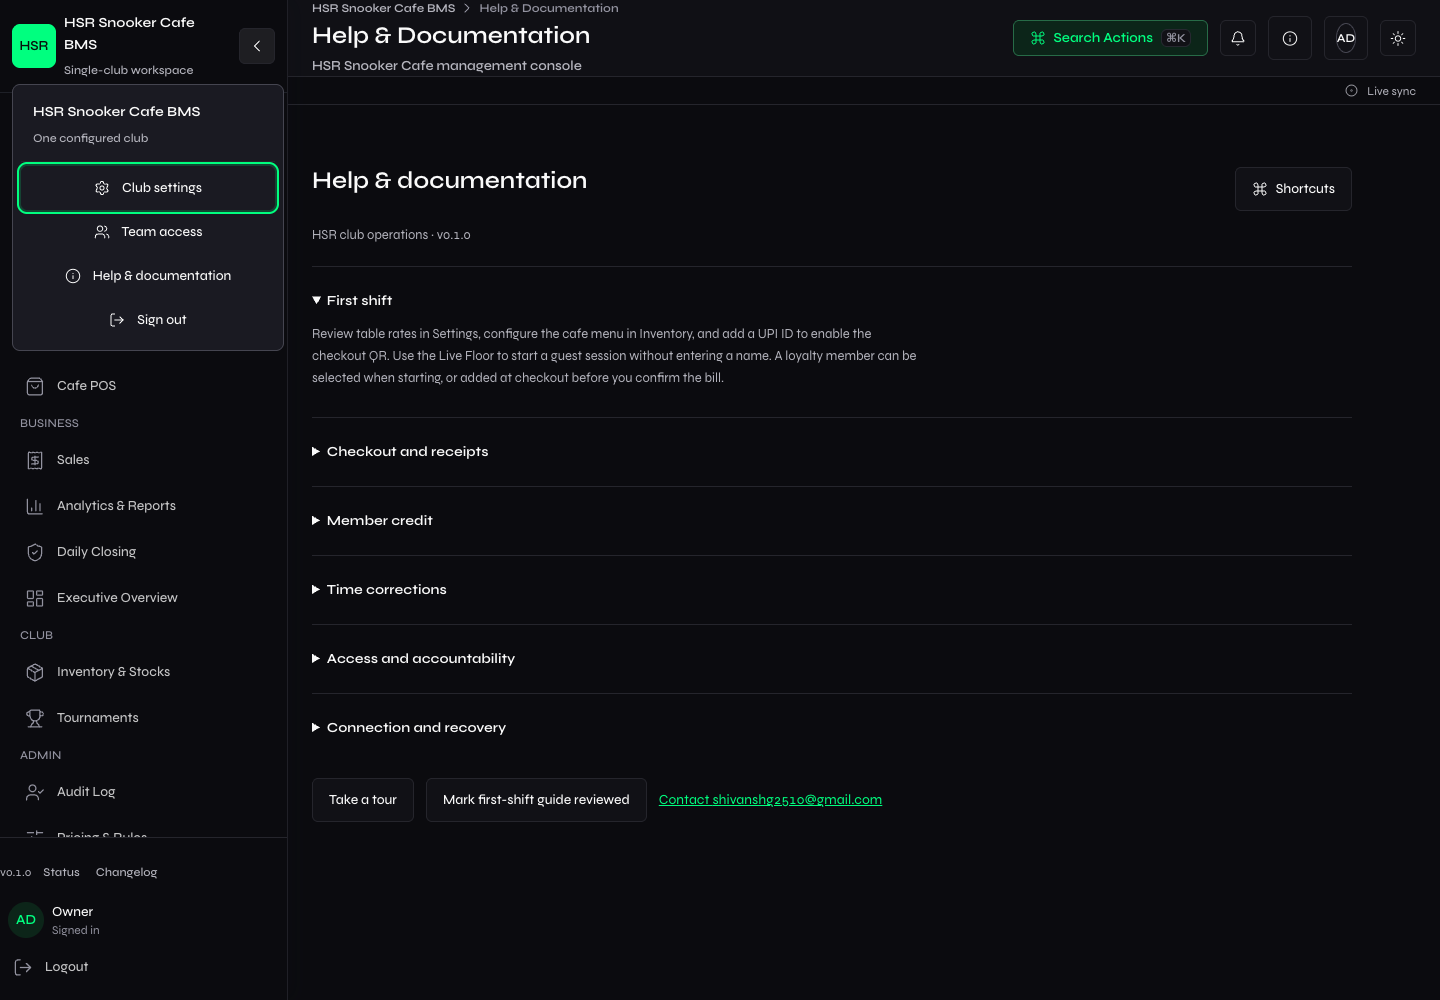 HSR
HSR Snooker Cafe
BMS
Single-club workspace
HSR Snooker Cafe BMS
One configured club
Club settings
Team access
Help & documentation
Sign out
Cafe POS
BUSINESS
Sales
Analytics & Reports
Daily Closing
Executive Overview
CLUB
Inventory & Stocks
Tournaments
ADMIN
Audit Log
Pricing & Rules
v0.1.0 Status Changelog
AD
Owner
Signed in
Logout
HSR Snooker Cafe BMS > Help & Documentation
Help & Documentation
HSR Snooker Cafe management console
Search Actions ⌘K
AD
Live sync
Help & documentation
Shortcuts
HSR club operations · v0.1.0
First shift
Review table rates in Settings, configure the cafe menu in Inventory, and add a UPI ID to enable the
checkout QR. Use the Live Floor to start a guest session without entering a name. A loyalty member can be
selected when starting, or added at checkout before you confirm the bill.
Checkout and receipts
Member credit
Time corrections
Access and accountability
Connection and recovery
Take a tour
Mark first-shift guide reviewed
Contact shivanshg2510@gmail.com